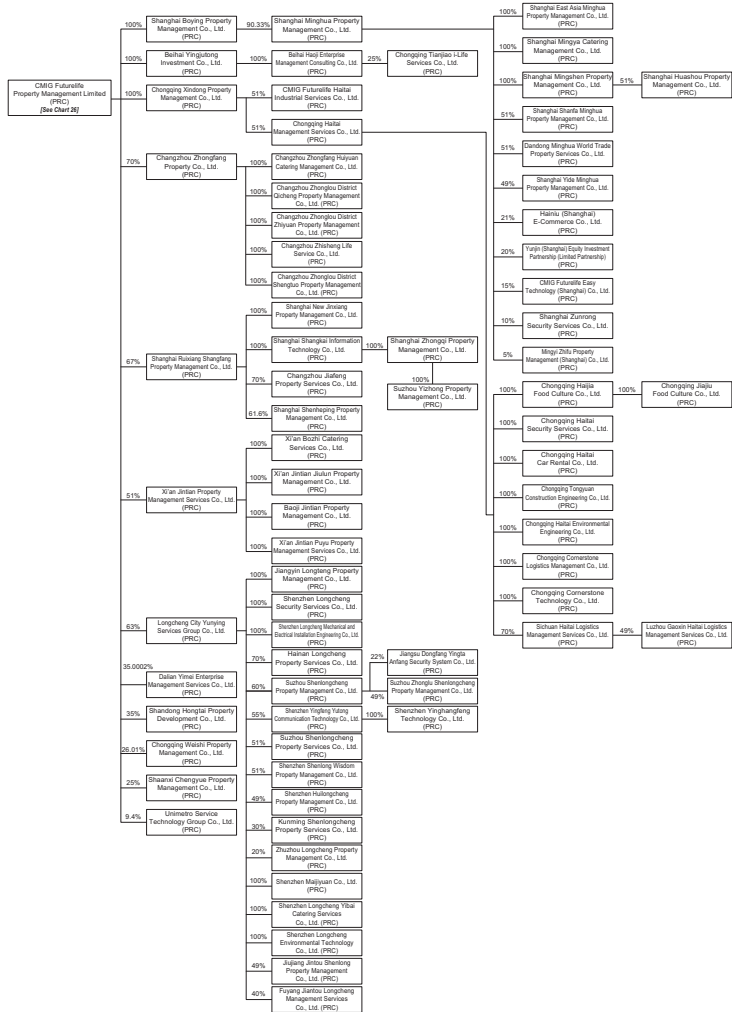 CMIG Futurelife
Property Management Limited
(PRC)
[See Chart 26]
100%
Shanghai Boying Property
Management Co., Ltd.
(PRC)
90.33%
Shanghai Minghua Property
Management Co., Ltd.
(PRC)
100%
Beihai Yingjutong
Investment Co., Ltd.
(PRC)
100%
Beihai Haoji Enterprise
Management Consulting Co., Ltd.
(PRC)
25%
Chongqing Tianjiao i-Life
Services Co., Ltd.
(PRC)
100%
Chongqing Xindong Property
Management Co., Ltd.
(PRC)
51%
CMIG Futurelife Haitai
Industrial Services Co., Ltd.
(PRC)
51%
Chongqing Haitai
Management Services Co., Ltd.
(PRC)
70%
Changzhou Zhongfang
Property Co., Ltd.
(PRC)
100%
Changzhou Zhongfang Huiyuan
Catering Management Co., Ltd.
(PRC)
100%
Changzhou Zhonglou District
Qicheng Property Management
Co., Ltd. (PRC)
100%
Changzhou Zhonglou District
Zhiyuan Property Management
Co., Ltd. (PRC)
100%
Changzhou Zhisheng Life
Service Co., Ltd.
(PRC)
100%
Changzhou Zhonglou District
Shengtuo Property Management
Co., Ltd. (PRC)
67%
Shanghai Ruixiang Shangfang
Property Management Co., Ltd.
(PRC)
100%
Shanghai New Jinxiang
Property Management Co., Ltd.
(PRC)
100%
Shanghai Shangkai Information
Technology Co., Ltd.
(PRC)
100%
Shanghai Zhongqi Property
Management Co., Ltd.
(PRC)
100%
Suzhou Yizhong Property
Management Co., Ltd.
(PRC)
70%
Changzhou Jiafeng
Property Services Co., Ltd.
(PRC)
61.6%
Shanghai Shenheping Property
Management Co., Ltd.
(PRC)
51%
Xi'an Jintian Property
Management Services Co., Ltd.
(PRC)
100%
Xi'an Bozhi Catering
Services Co., Ltd.
(PRC)
100%
Xi'an Jintian Jiulun Property
Management Co., Ltd.
(PRC)
100%
Baoji Jintian Property
Management Co., Ltd.
(PRC)
100%
Xi'an Jintian Puyu Property
Management Services Co., Ltd.
(PRC)
63%
Longcheng City Yunying
Services Group Co., Ltd.
(PRC)
100%
Jiangyin Longteng Property
Management Co., Ltd.
(PRC)
100%
Shenzhen Longcheng
Security Services Co., Ltd.
(PRC)
100%
Shenzhen Longcheng Mechanical and
Electrical Installation Engineering Co., Ltd.
(PRC)
70%
Hainan Longcheng
Property Services Co., Ltd.
(PRC)
60%
Suzhou Shenlongcheng
Property Management Co., Ltd.
(PRC)
22%
Jiangsu Dongfang Yingta
Anfang Security System Co., Ltd.
(PRC)
49%
Suzhou Zhonglu Shenlongcheng
Property Management Co., Ltd.
(PRC)
55%
Shenzhen Yingfeng Yutong
Communication Technology Co., Ltd.
(PRC)
100%
Shenzhen Yinghangfeng
Technology Co., Ltd.
(PRC)
51%
Suzhou Shenlongcheng
Property Services Co., Ltd.
(PRC)
51%
Shenzhen Shenlong Wisdom
Property Management Co., Ltd.
(PRC)
49%
Shenzhen Huilongcheng
Property Management Co., Ltd.
(PRC)
30%
Kunming Shenlongcheng
Property Services Co., Ltd.
(PRC)
20%
Zhuzhou Longcheng Property
Management Co., Ltd.
(PRC)
100%
Shenzhen Maijiyuan Co., Ltd.
(PRC)
100%
Shenzhen Longcheng Yibai
Catering Services
Co., Ltd. (PRC)
100%
Shenzhen Longcheng
Environmental Technology
Co., Ltd. (PRC)
49%
Jiujiang Jintou Shenlong
Property Management
Co., Ltd. (PRC)
40%
Fuyang Jiantou Longcheng
Management Services
Co., Ltd. (PRC)
35.0002%
Dalian Yimei Enterprise
Management Services Co., Ltd.
(PRC)
35%
Shandong Hongtai Property
Development Co., Ltd.
(PRC)
26.01%
Chongqing Weishi Property
Management Co., Ltd.
(PRC)
25%
Shaanxi Chengyue Property
Management Co., Ltd.
(PRC)
9.4%
Unimetro Service
Technology Group Co., Ltd.
(PRC)
100%
Shanghai East Asia Minghua
Property Management Co., Ltd.
(PRC)
100%
Shanghai Mingya Catering
Management Co., Ltd.
(PRC)
100%
Shanghai Mingshen Property
Management Co., Ltd.
(PRC)
51%
Shanghai Huashou Property
Management Co., Ltd.
(PRC)
51%
Shanghai Shanfa Minghua
Property Management Co., Ltd.
(PRC)
51%
Dandong Minghua World Trade
Property Services Co., Ltd.
(PRC)
49%
Shanghai Yide Minghua
Property Management Co., Ltd.
(PRC)
21%
Hainiu (Shanghai)
E-Commerce Co., Ltd.
(PRC)
20%
Yunjin (Shanghai) Equity Investment
Partnership (Limited Partnership)
(PRC)
15%
CMIG Futurelife Easy
Technology (Shanghai) Co., Ltd.
(PRC)
10%
Shanghai Zunrong
Security Services Co., Ltd.
(PRC)
5%
Mingyi Zhifu Property
Management (Shanghai) Co., Ltd.
(PRC)
100%
Chongqing Haijia
Food Culture Co., Ltd.
(PRC)
100%
Chongqing Jiajiu
Food Culture Co., Ltd.
(PRC)
100%
Chongqing Haitai
Security Services Co., Ltd.
(PRC)
100%
Chongqing Haitai
Car Rental Co., Ltd.
(PRC)
100%
Chongqing Tongyuan
Construction Engineering Co., Ltd.
(PRC)
100%
Chongqing Haitai Environmental
Engineering Co., Ltd.
(PRC)
100%
Chongqing Cornerstone
Logistics Management Co., Ltd.
(PRC)
100%
Chongqing Cornerstone
Technology Co., Ltd.
(PRC)
70%
Sichuan Haitai Logistics
Management Services Co., Ltd.
(PRC)
49%
Luzhou Gaoxin Haitai Logistics
Management Services Co., Ltd.
(PRC)